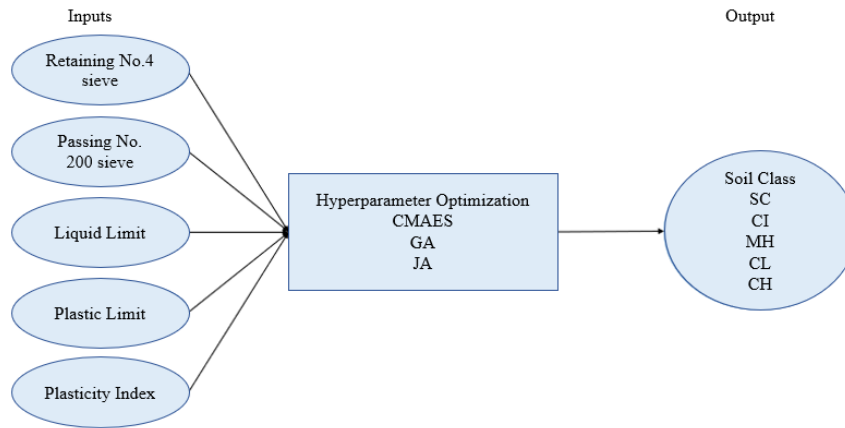 Inputs
Output
Retaining No.4
sieve
Passing No.
200 sieve
Liquid Limit
Plastic Limit
Plasticity Index
Hyperparameter Optimization
CMAES
GA
JA
Soil Class
SC
CI
MH
CL
CH